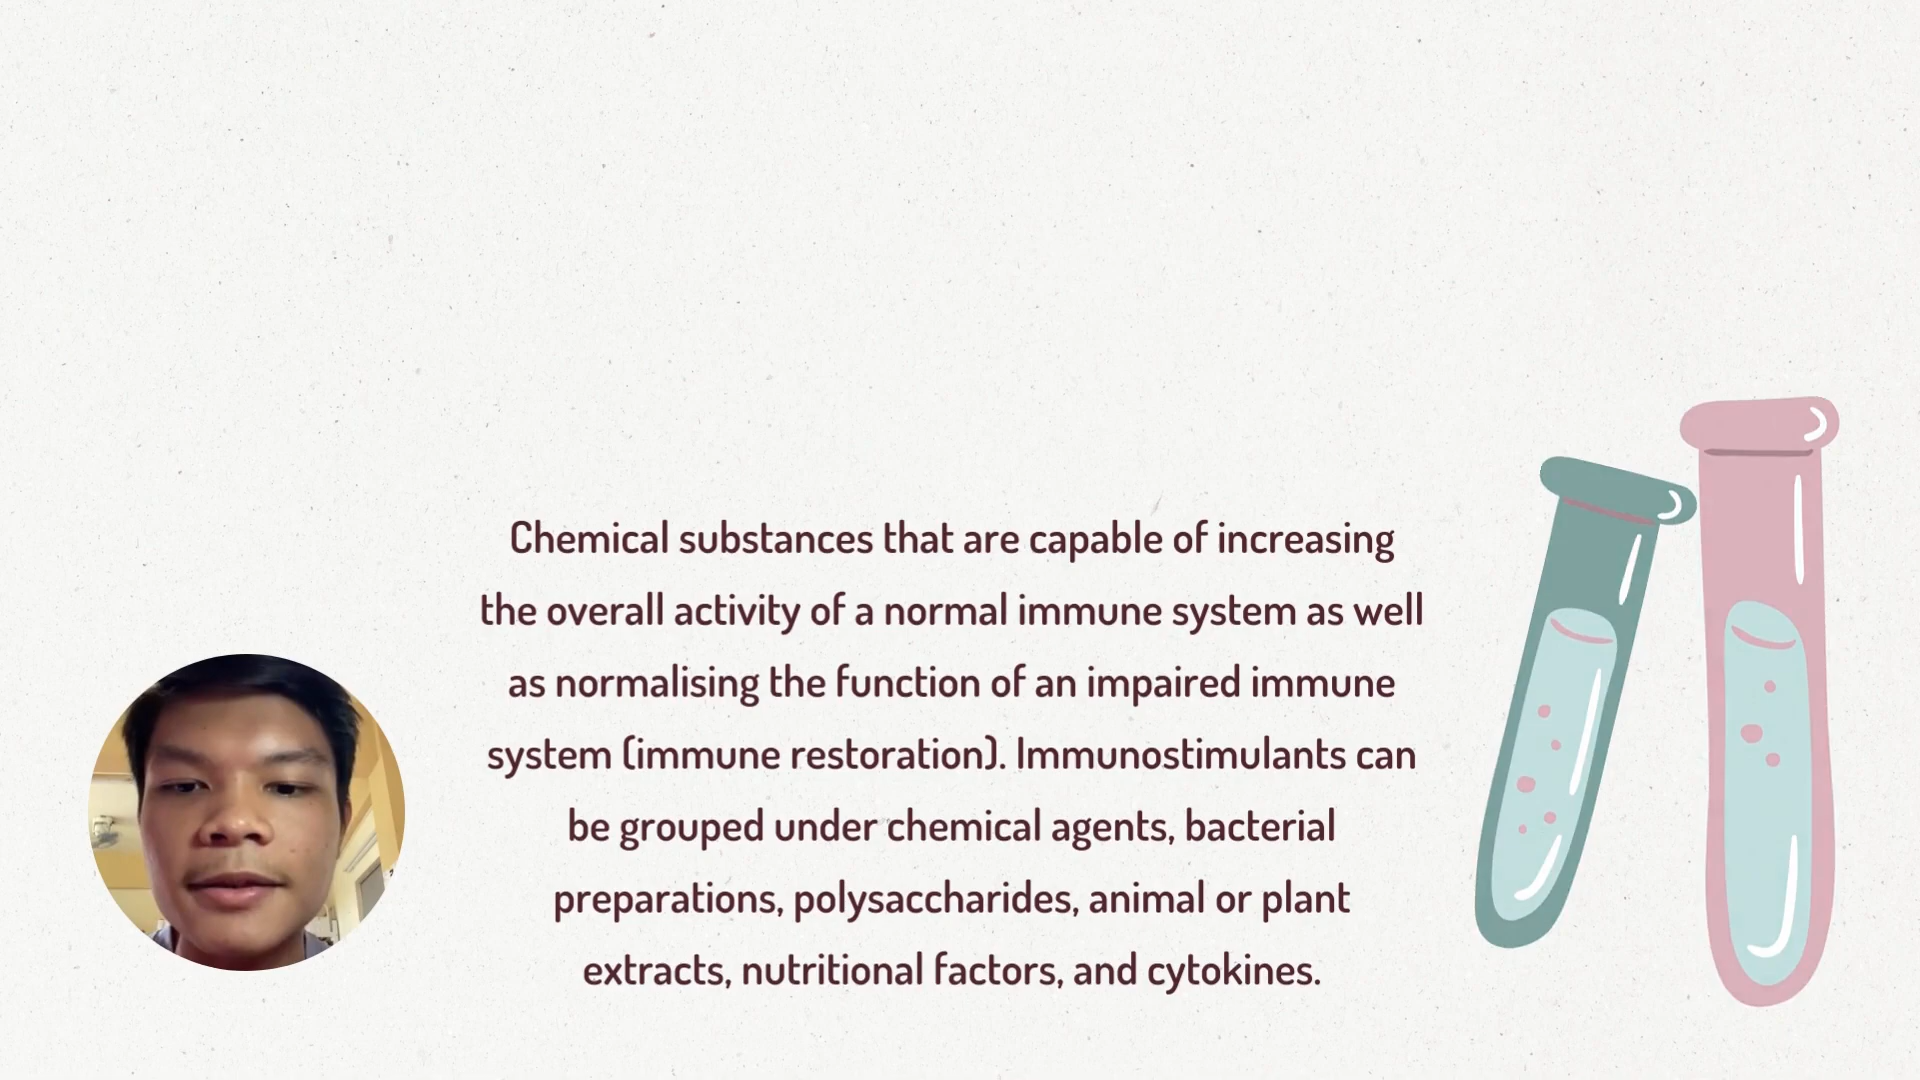 Chemical substances that are capable of increasing
the overall activity of a normal immune system as well
as normalising the function of an impaired immune
system (immune restoration). Immunostimulants can
be grouped under chemical agents, bacterial
preparations, polysaccharides, animal or plant
extracts, nutritional factors, and cytokines.